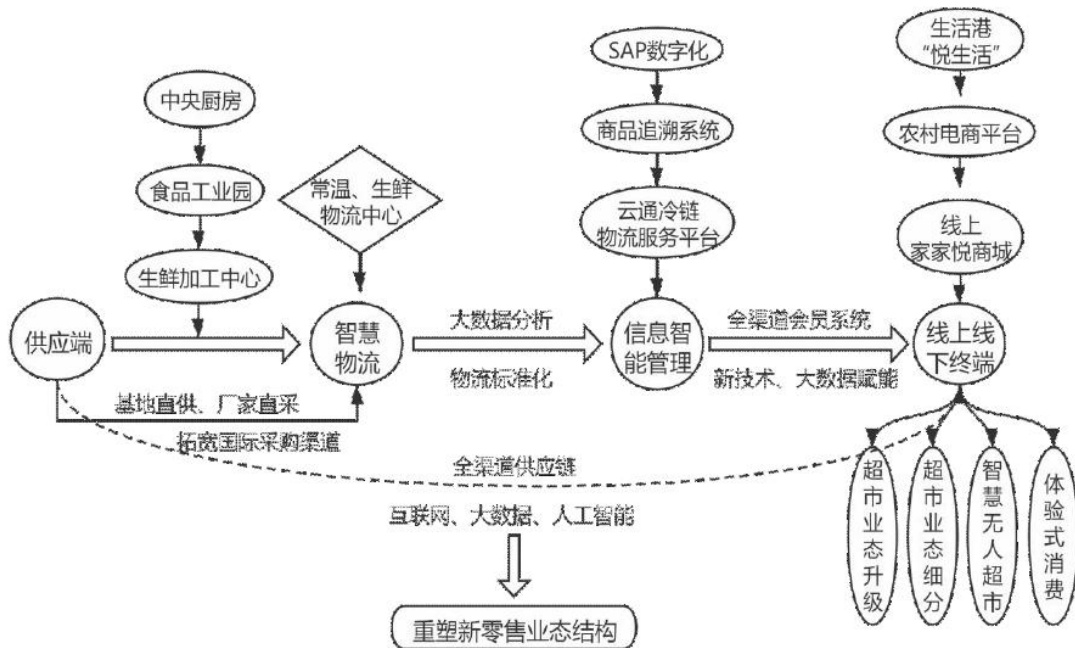 SAP数字化
生活港
“悦生活”
中央厨房
商品追溯系统
农村电商平台
食品工业园
常温、生鲜
物流中心
云通冷链
物流服务平台
线上
家家悦商城
生鲜加工中心
供应端
智慧
物流
大数据分析
物流标准化
信息智
能管理
全渠道会员系统
新技术、大数据赋能
线上线
下终端
基地直供、厂家直采
拓宽国际采购渠道
全渠道供应链
互联网、大数据、人工智能
重塑新零售业态结构
超市业态升级
超市业态细分
智慧无人超市
体验式消费